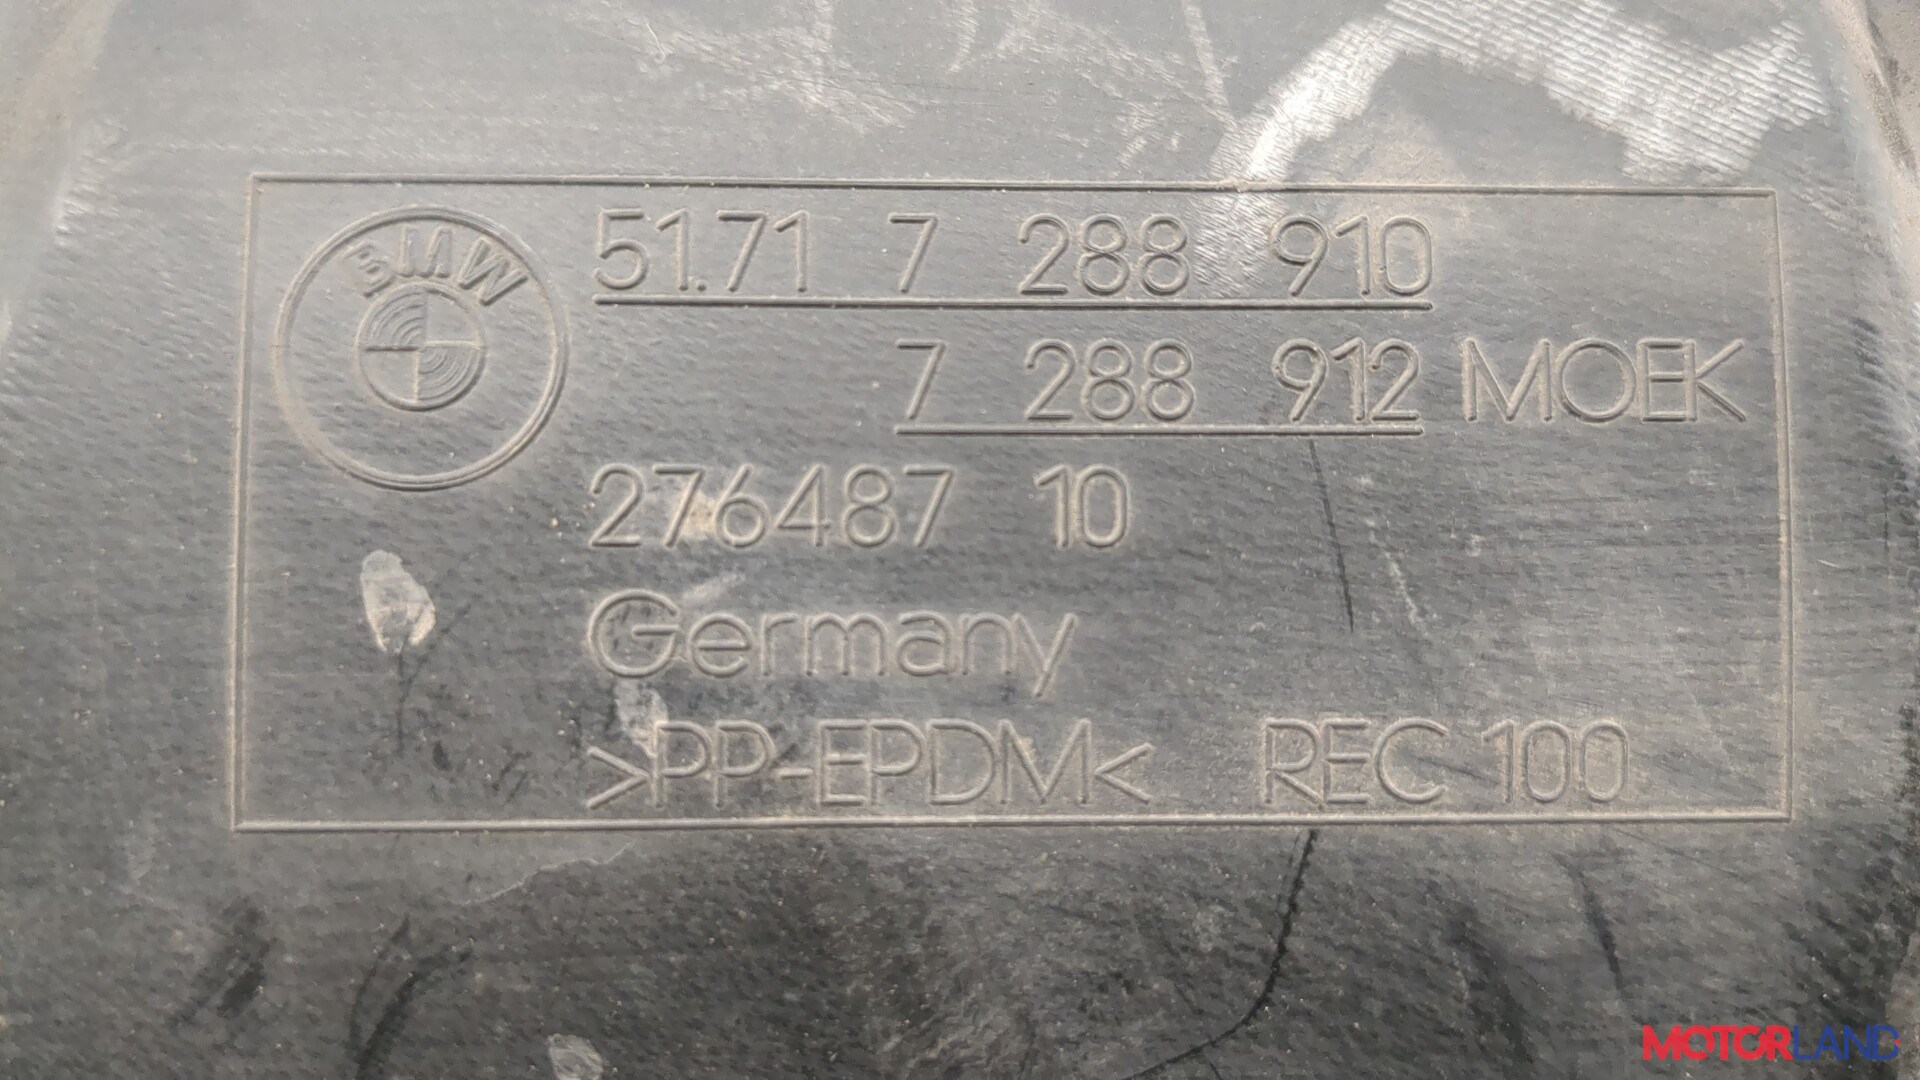 BMW
51.71 7 288 910
7 288 912 MOEK
276487 10
Germany
>PP-EPDM< REC 100
MOTORLAND